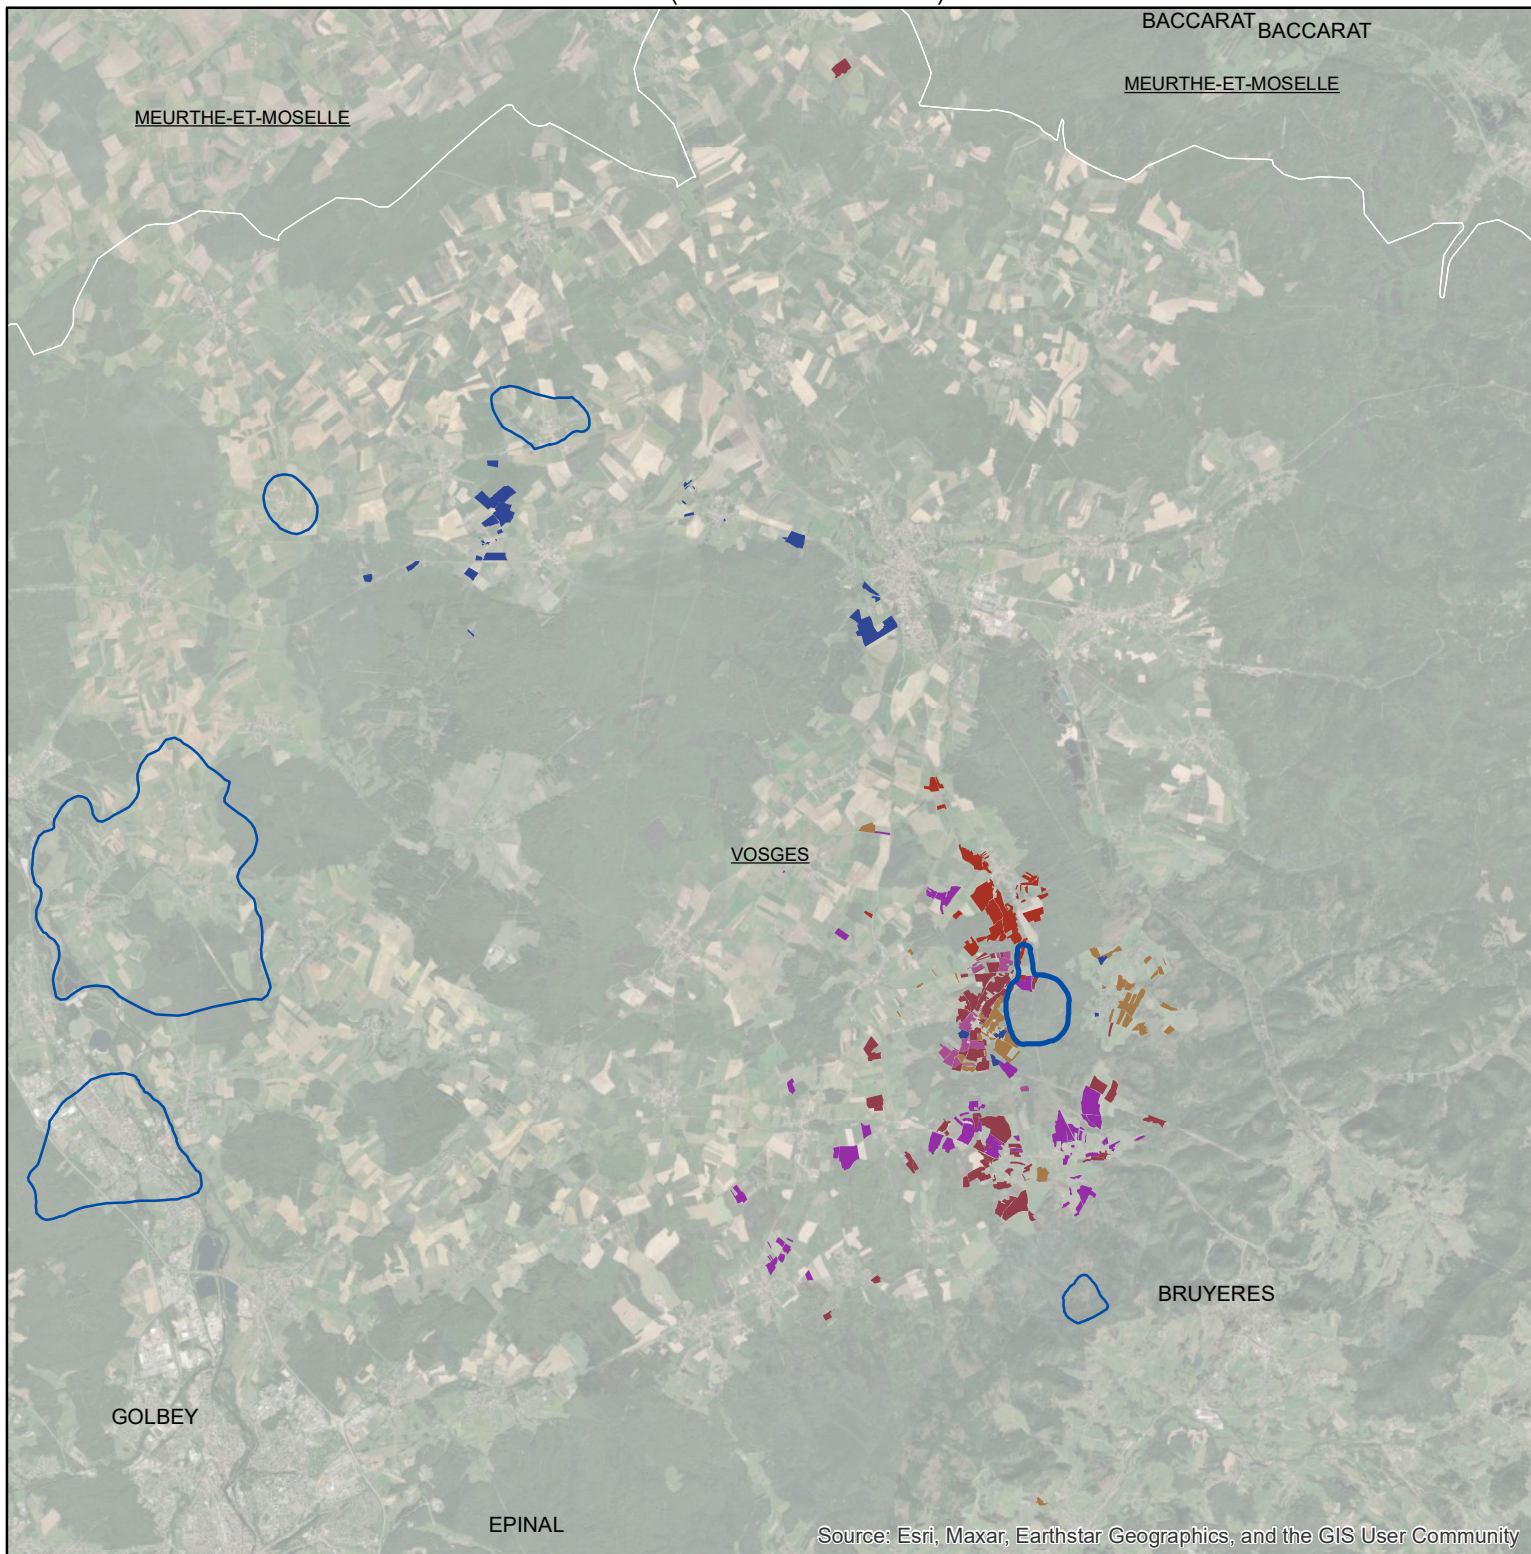 BACCARAT
BACCARAT
MEURTHE-ET-MOSELLE
MEURTHE-ET-MOSELLE
VOSGES
BRUYERES
GOLBEY
EPINAL
Source: Esri, Maxar, Earthstar Geographics, and the GIS User Community